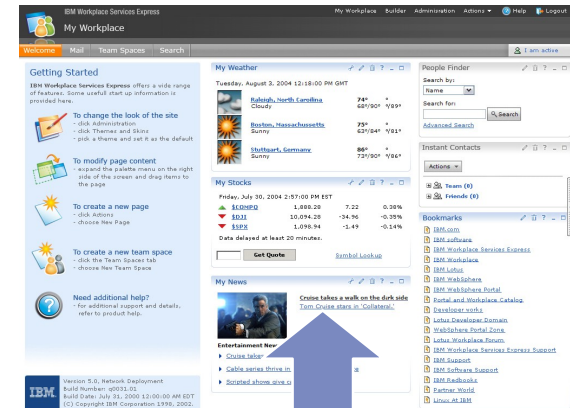 IBM Workplace Services Express
My Workplace
My Workplace Builder Administration Actions Help Logout
Welcome Mail Team Spaces Search
I am active
Getting Started
IBM Workplace Services Express offers a wide range
of features. Some usefull start up information is
provided here.
To change the look of the site
- click Administration
- click Themes and Skins
- pick a theme and set it as the default
To modify page content
- expand the palette menu on the right
side of the screen and drag items to
the page
To create a new page
- click Actions
- choose New Page
To create a new team space
- click the Team Spaces tab
- choose New Team Space
Need additional help?
- for additional support and details,
refer to product help.
IBM
Version 5.0, Network Deployment
Build Number: q0031.01
Build Date: July 31, 2000 12:00:00 AM EDT
(C) Copyright IBM Corporation 1998, 2002.
My Weather
Tuesday, August 3, 2004 12:18:00 PM GMT
Raleigh, North Carolina 74° °
Cloudy 68°/90° °/89°
Boston, Massachussetts 75° °
Sunny 63°/84° °/81°
Stuttgart, Germany 86° °
Sunny 73°/90° °/86°
My Stocks
Friday, July 30, 2004 2:57:00 PM EST
$COMPQ 1,888.28 7.22 0.38%
$DJI 10,094.28 -34.96 -0.35%
$SPX 1,098.94 -1.49 -0.14%
Data delayed at least 20 minutes.
Get Quote Symbol Lookup
My News
Cruise takes a walk on the dark side
Tom Cruise stars in 'Collateral.'
Entertainment New
Cruise take
Cable series thrive in
Scripted shows give
People Finder
Search by:
Name
Search for:
Search
Advanced Search
Instant Contacts
Actions
Team (0)
Friends (0)
Bookmarks
IBM.com
IBM software
IBM Workplace Services Express
IBM Workplace
IBM Lotus
IBM WebSphere
IBM WebSphere Portal
Portal and Workplace Catalog
Developer works
Lotus Developer Domain
WebSphere Portal Zone
Lotus Workplace Forum
IBM Workplace Services Express Support
IBM Support
IBM Software Support
IBM Redbooks
Partner World
Linux At IBM